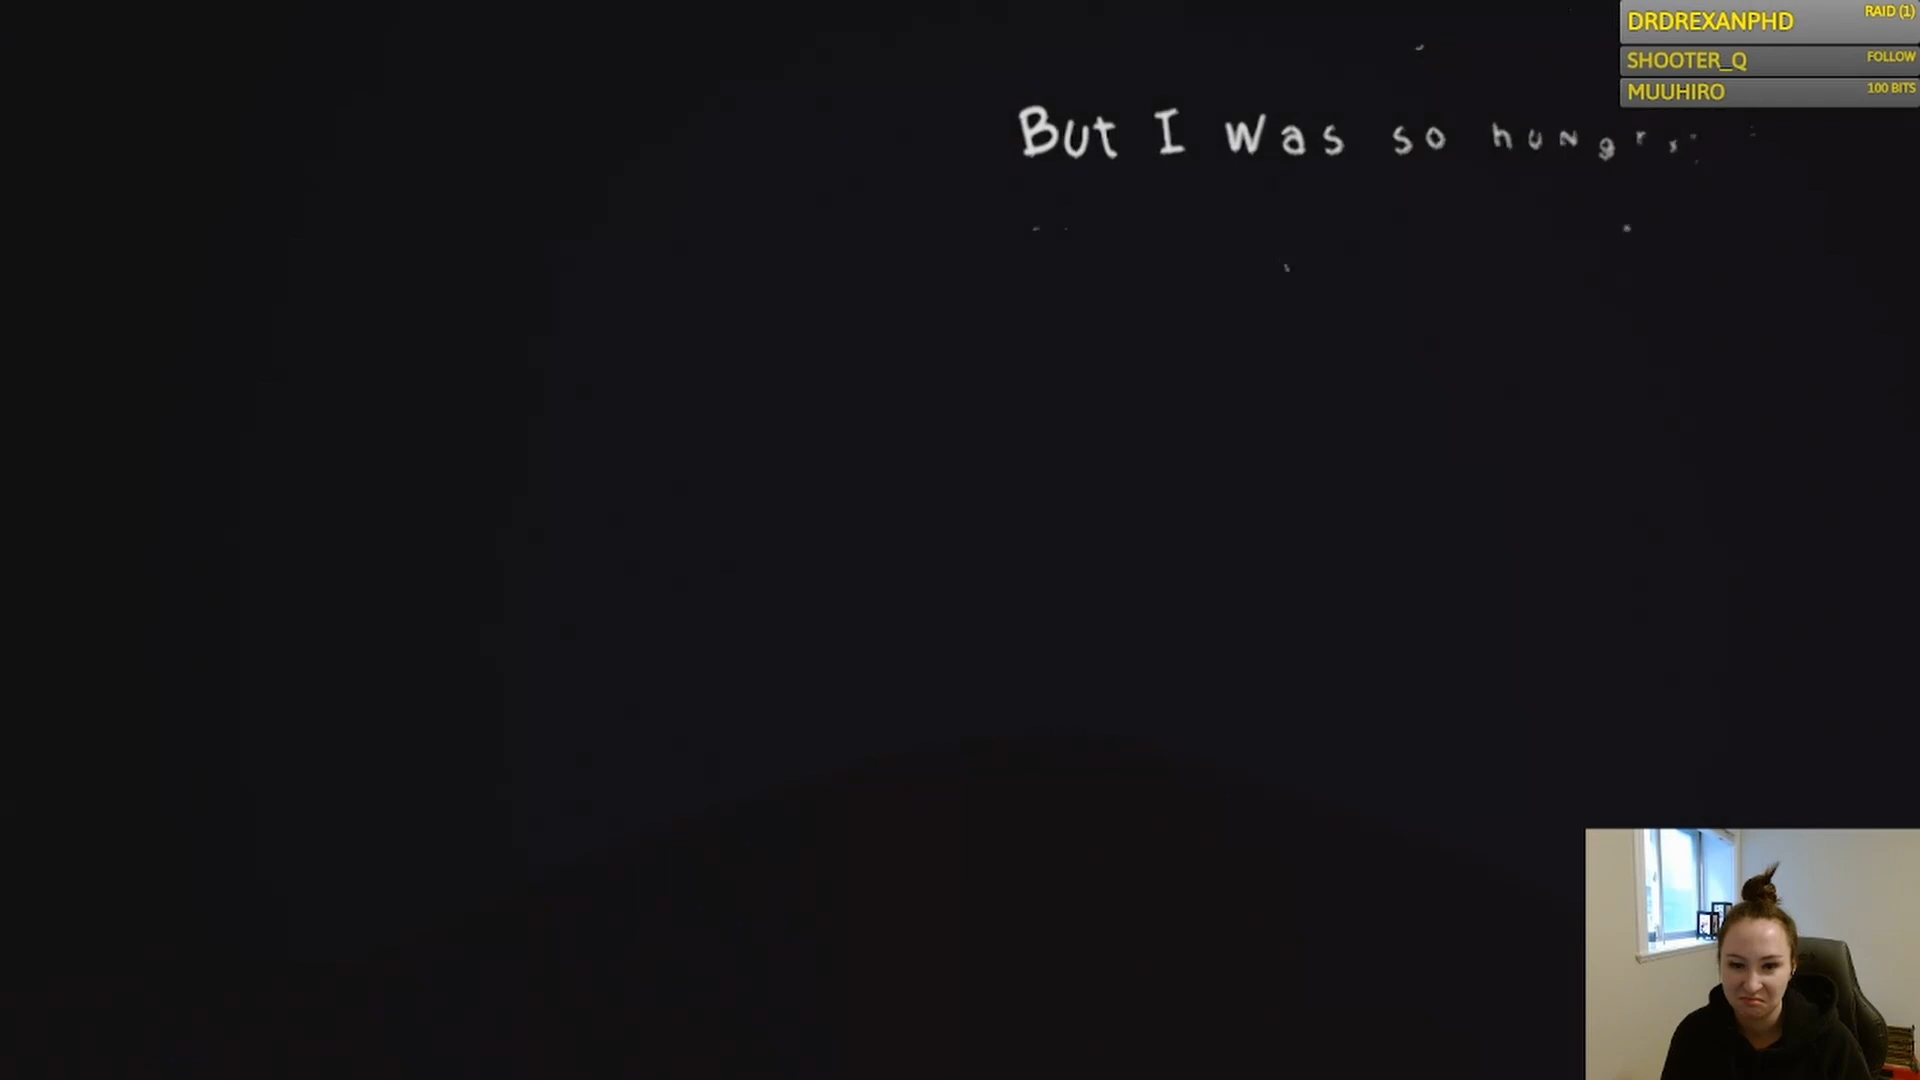 DRDREXANPHD RAID (1)
SHOOTER_Q FOLLOW
MUUHIRO 100 BITS
But I was so hungry